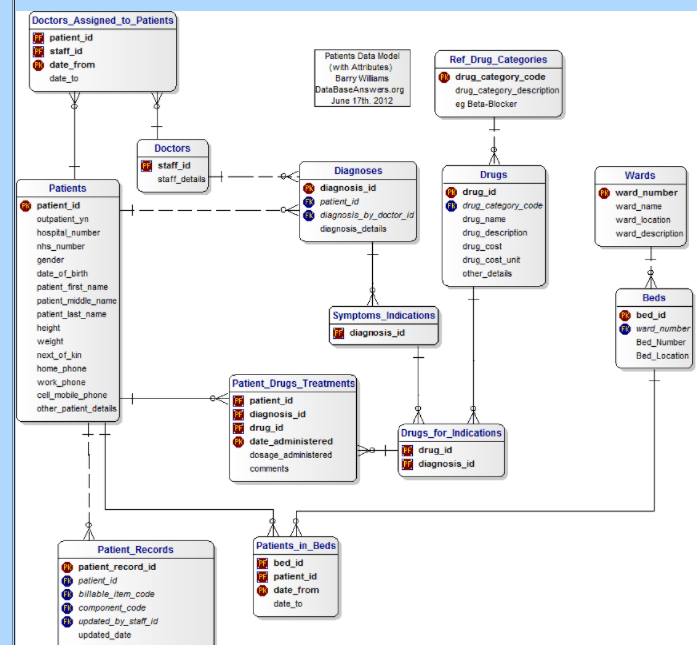 Doctors_Assigned_to_Patients
PF patient_id
PF staff_id
PK date_from
date_to
Patients Data Model
(with Attributes)
Barry Williams
DataBaseAnswers.org
June 17th. 2012
Ref_Drug_Categories
PK drug_category_code
drug_category_description
eg Beta-Blocker
Doctors
PF staff_id
staff_details
Diagnoses
PK diagnosis_id
FK patient_id
FK diagnosis_by_doctor_id
diagnosis_details
Drugs
PK drug_id
FK drug_category_code
drug_name
drug_description
drug_cost
drug_cost_unit
other_details
Wards
PK ward_number
ward_name
ward_location
ward_description
Patients
PK patient_id
outpatient_yn
hospital_number
nhs_number
gender
date_of_birth
patient_first_name
patient_middle_name
patient_last_name
height
weight
next_of_kin
home_phone
work_phone
cell_mobile_phone
other_patient_details
Beds
PK bed_id
FK ward_number
Bed_Number
Bed_Location
Symptoms_Indications
PF diagnosis_id
Patient_Drugs_Treatments
PF patient_id
PF diagnosis_id
PF drug_id
PK date_administered
dosage_administered
comments
Drugs_for_Indications
PF drug_id
PF diagnosis_id
Patient_Records
PK patient_record_id
FK patient_id
FK billable_item_code
FK component_code
FK updated_by_staff_id
updated_date
Patients_in_Beds
PF bed_id
PF patient_id
PK date_from
date_to